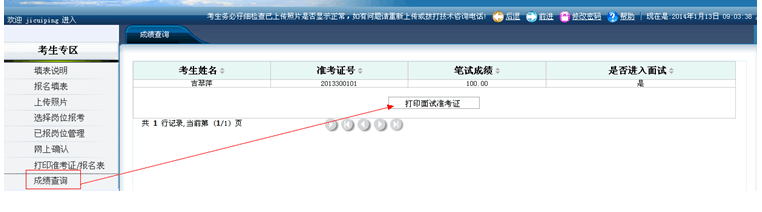 欢迎 jicuiping 进入
考生务必仔细检查已上传照片是否显示正常，如有问题请重新上传或拨打技术咨询电话! 后退 前进 修改密码 帮助 现在是:2014年1月13日 09:03:38
考生专区
填表说明
报名填表
上传照片
选择岗位报考
已报岗位管理
网上确认
打印准考证/报名表
成绩查询
成绩查询
考生姓名 准考证号 笔试成绩 是否进入面试
吉翠萍 2013300101 100.00 是
打印面试准考证
共 1 行记录,当前第 (1/1) 页